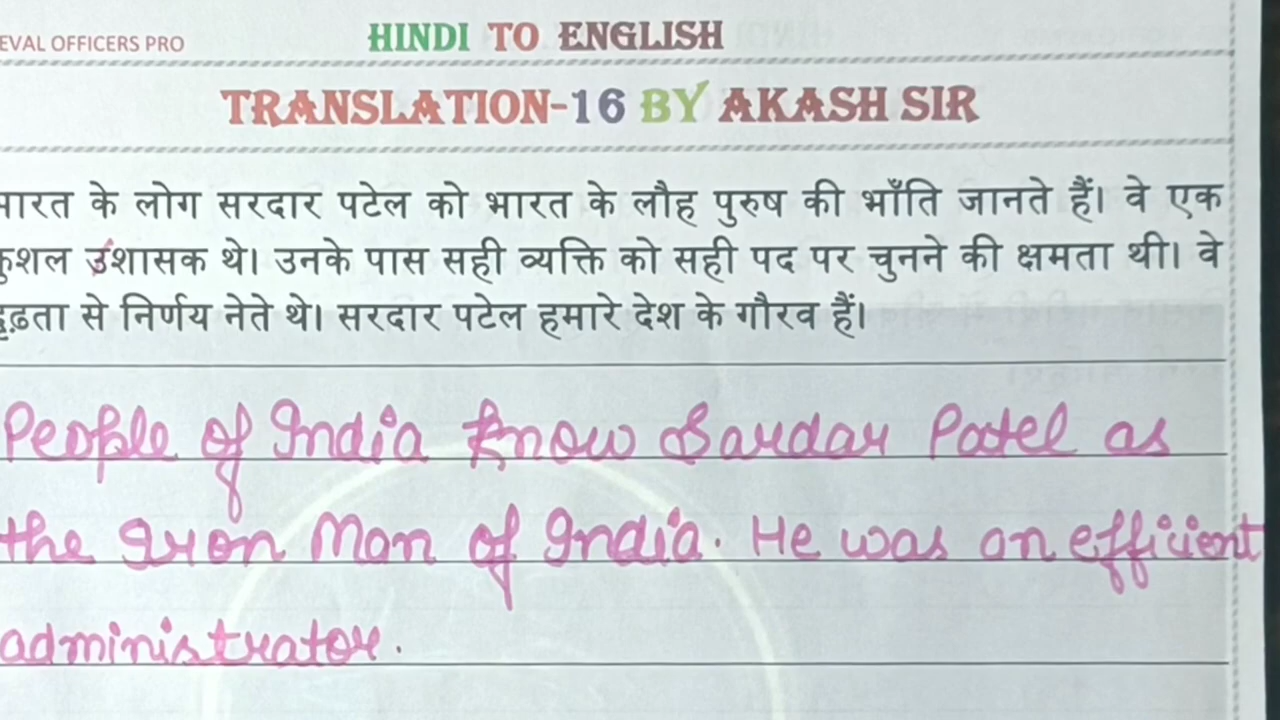 EVAL OFFICERS PRO
HINDI TO ENGLISH
TRANSLATION-16 BY AKASH SIR
भारत के लोग सरदार पटेल को भारत के लौह पुरुष की भाँति जानते हैं। वे एक
कुशल उंशासक थे। उनके पास सही व्यक्ति को सही पद पर चुनने की क्षमता थी। वे
दृढ़ता से निर्णय नेते थे। सरदार पटेल हमारे देश के गौरव हैं।
People of India know Sardar Patel as
the Iron Man of India. He was an efficient
administrator.